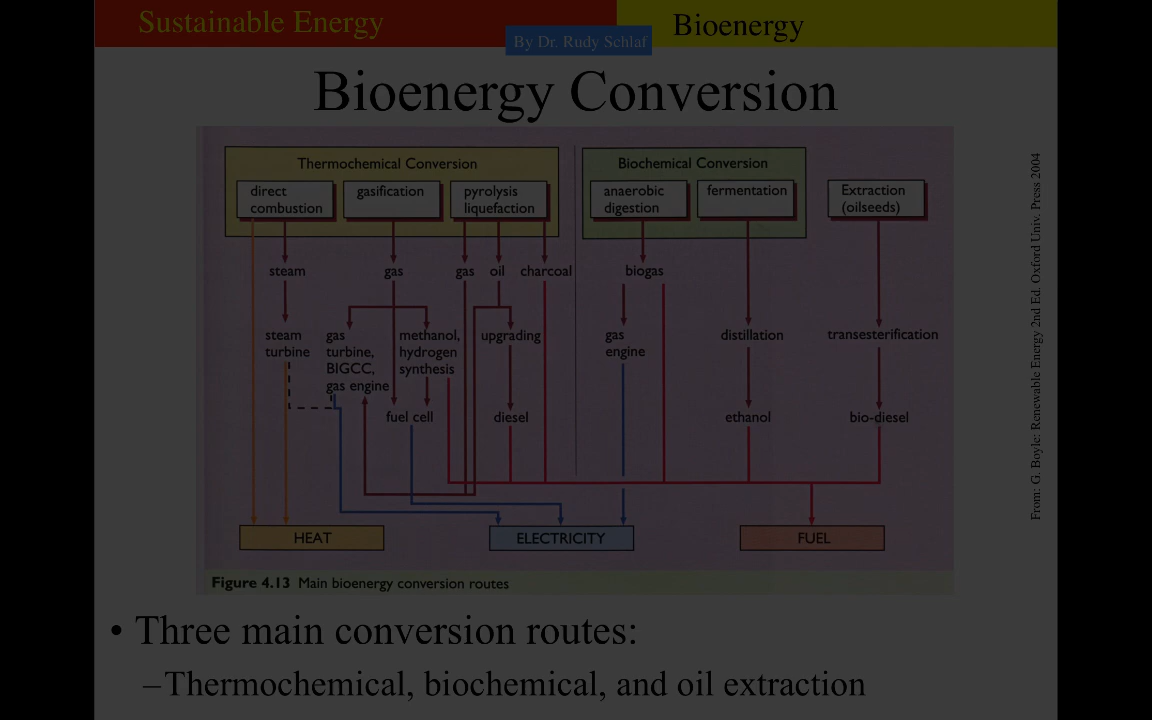 Sustainable Energy
Bioenergy
By Dr. Rudy Schlaf
Bioenergy Conversion
Thermochemical Conversion
direct
combustion
gasification
pyrolysis
liquefaction
Biochemical Conversion
anaerobic
digestion
fermentation
Extraction
(oilseeds)
steam
gas
gas
oil
charcoal
biogas
steam
turbine
gas
turbine,
BIGCC,
gas engine
methanol,
hydrogen
synthesis
upgrading
gas
engine
distillation
transesterification
fuel cell
diesel
ethanol
bio-diesel
HEAT
ELECTRICITY
FUEL
Figure 4.13 Main bioenergy conversion routes
From: G. Boyle: Renewable Energy 2nd Ed. Oxford Univ. Press 2004
• Three main conversion routes:
–Thermochemical, biochemical, and oil extraction